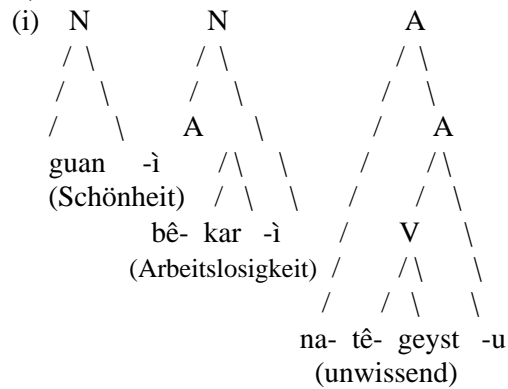 (i) N N A
A A
guan -ì
(Schönheit)
bê- kar -ì V
(Arbeitslosigkeit)
na- tê- geyst -u
(unwissend)